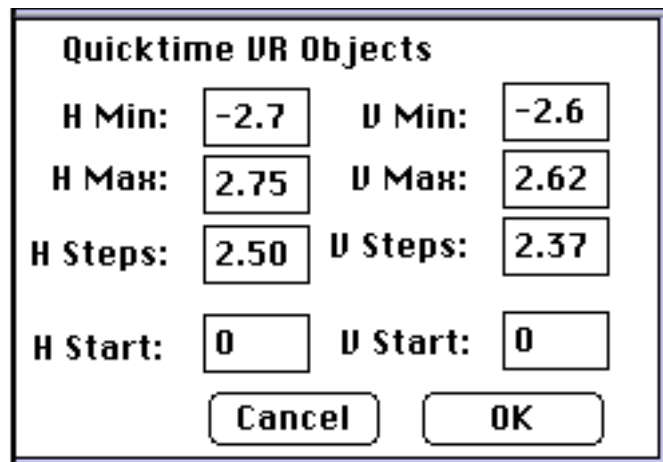 Quicktime VR Objects
H Min: -2.7 V Min: -2.6
H Max: 2.75 V Max: 2.62
H Steps: 2.50 V Steps: 2.37
H Start: 0 V Start: 0
Cancel OK